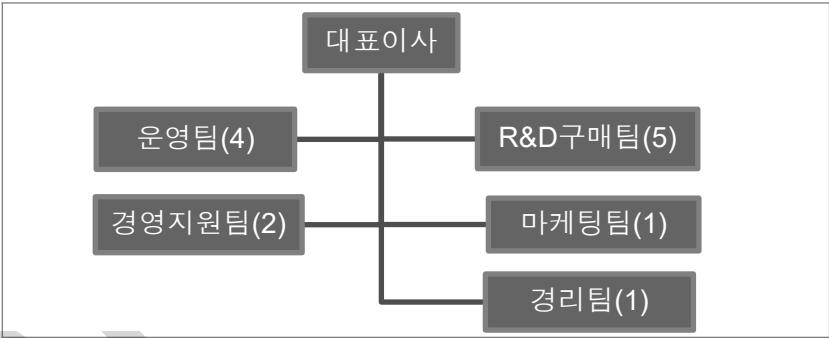 대표이사
운영팀(4)
R&D구매팀(5)
경영지원팀(2)
마케팅팀(1)
경리팀(1)